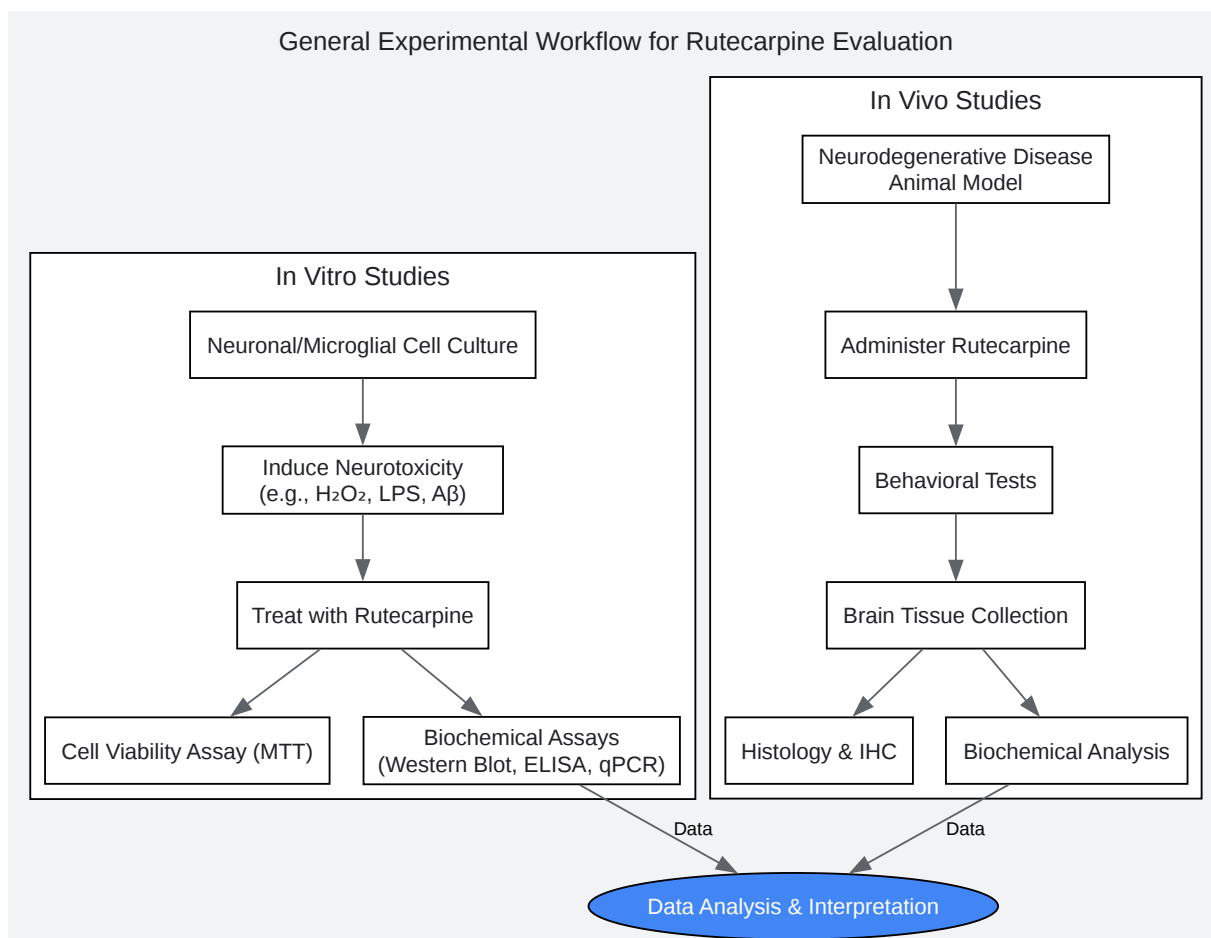 General Experimental Workflow for Rutecarpine Evaluation
In Vivo Studies
Neurodegenerative Disease
Animal Model
Administer Rutecarpine
Behavioral Tests
Brain Tissue Collection
Histology & IHC
Biochemical Analysis
In Vitro Studies
Neuronal/Microglial Cell Culture
Induce Neurotoxicity
(e.g., H₂O₂, LPS, Aβ)
Treat with Rutecarpine
Cell Viability Assay (MTT)
Biochemical Assays
(Western Blot, ELISA, qPCR)
Data
Data
Data Analysis & Interpretation